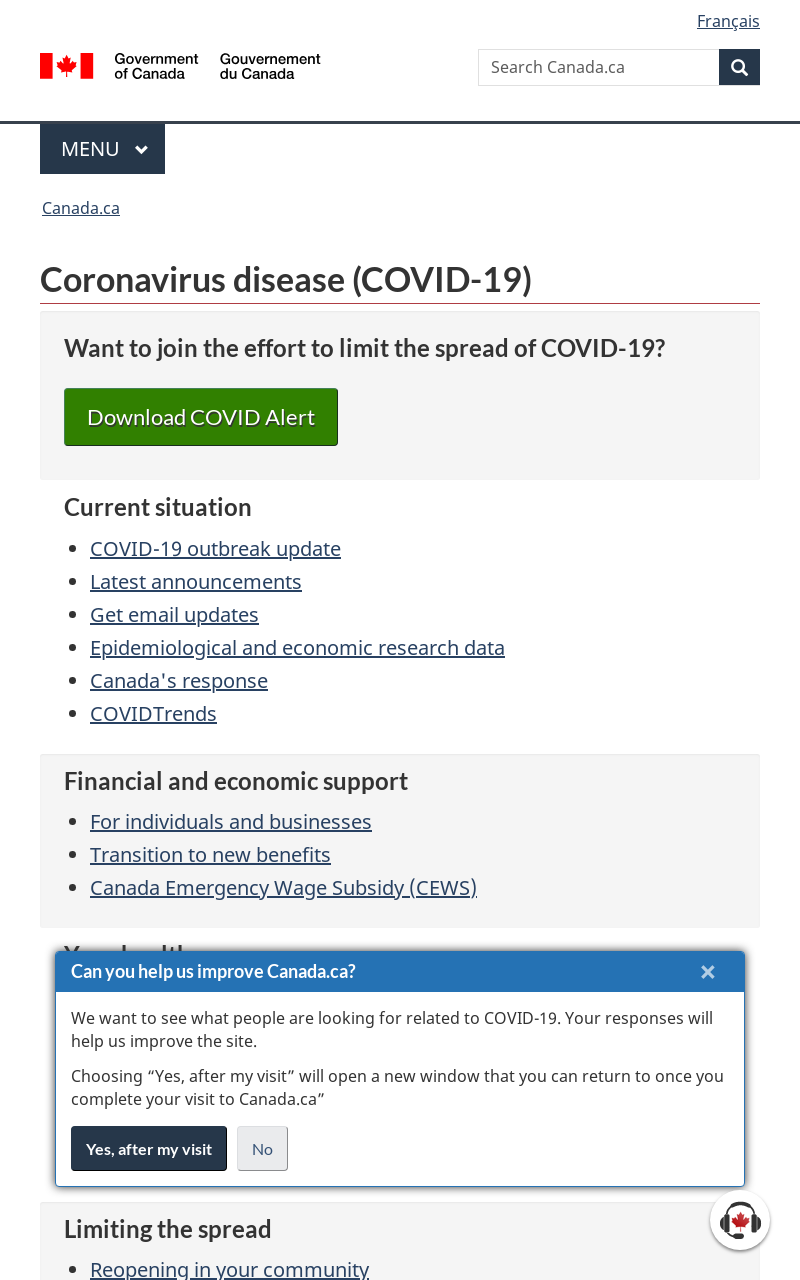 Français
Government of Canada
Gouvernement du Canada
Search Canada.ca
MENU
Canada.ca
Coronavirus disease (COVID-19)
Want to join the effort to limit the spread of COVID-19?
Download COVID Alert
Current situation
COVID-19 outbreak update
Latest announcements
Get email updates
Epidemiological and economic research data
Canada's response
COVIDTrends
Financial and economic support
For individuals and businesses
Transition to new benefits
Canada Emergency Wage Subsidy (CEWS)
Can you help us improve Canada.ca?
We want to see what people are looking for related to COVID-19. Your responses will
help us improve the site.
Choosing “Yes, after my visit” will open a new window that you can return to once you
complete your visit to Canada.ca”
Yes, after my visit
No
Limiting the spread
Reopening in your community